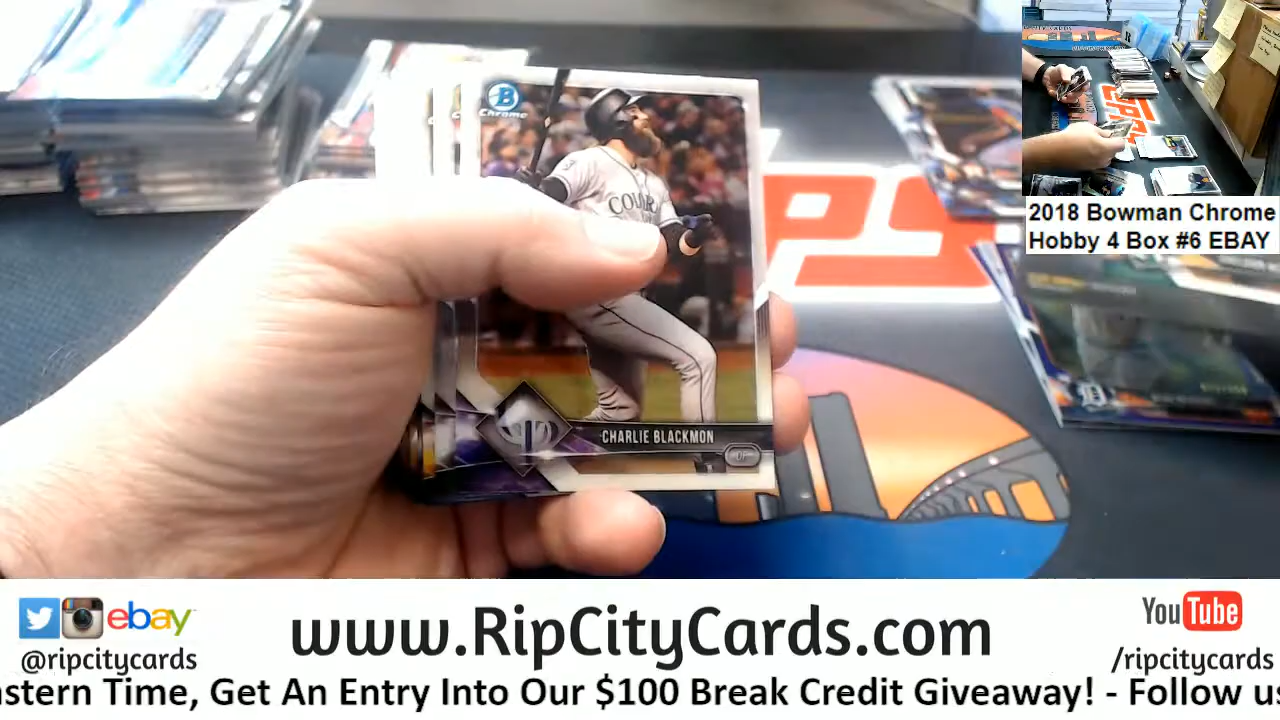 B
Chrome
COLORA
CHARLIE BLACKMON
OF
2018 Bowman Chrome
Hobby 4 Box #6 EBAY
ebay
@ripcitycards
www.RipCityCards.com
YouTube
/ripcitycards
astern Time, Get An Entry Into Our $100 Break Credit Giveaway! - Follow us